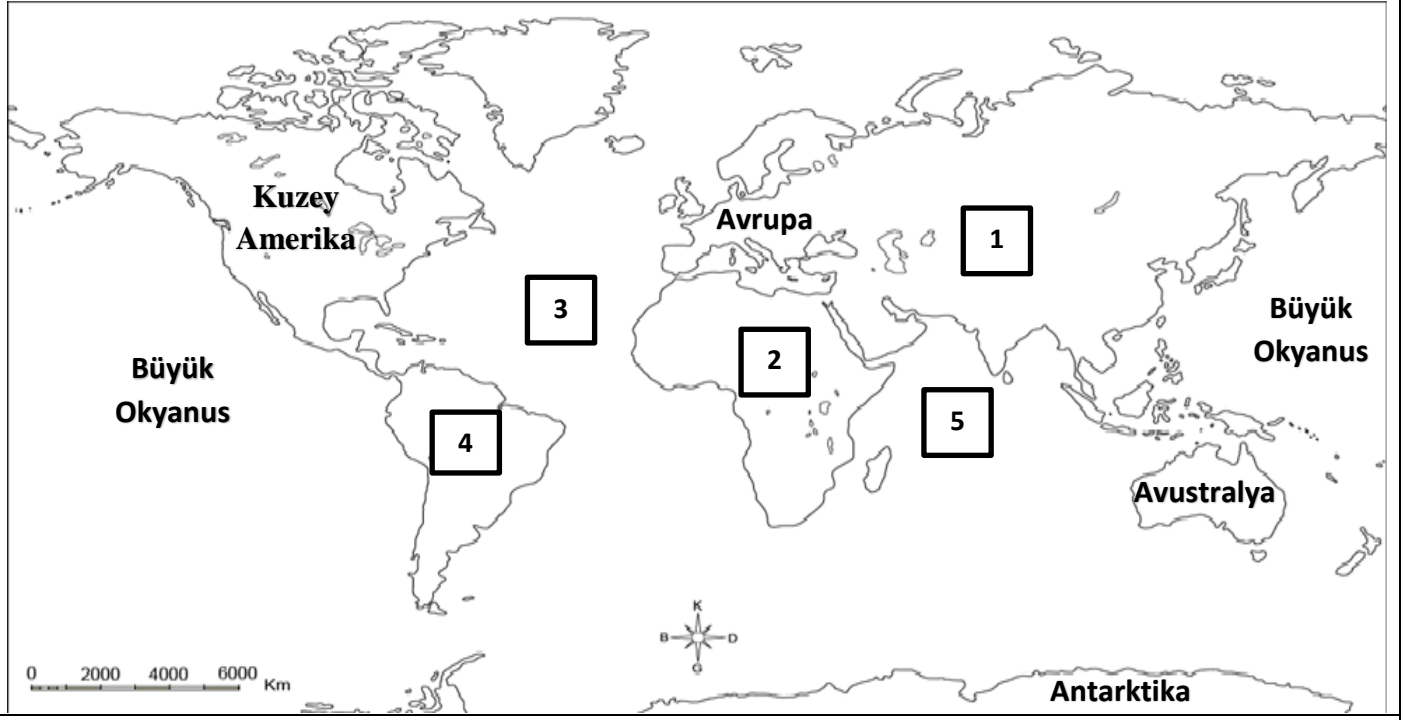 Kuzey
Amerika
Avrupa
1
3
2
Büyük
Okyanus
Büyük
Okyanus
4
5
Avustralya
K
B D
G
0 2000 4000 6000 Km
Antarktika